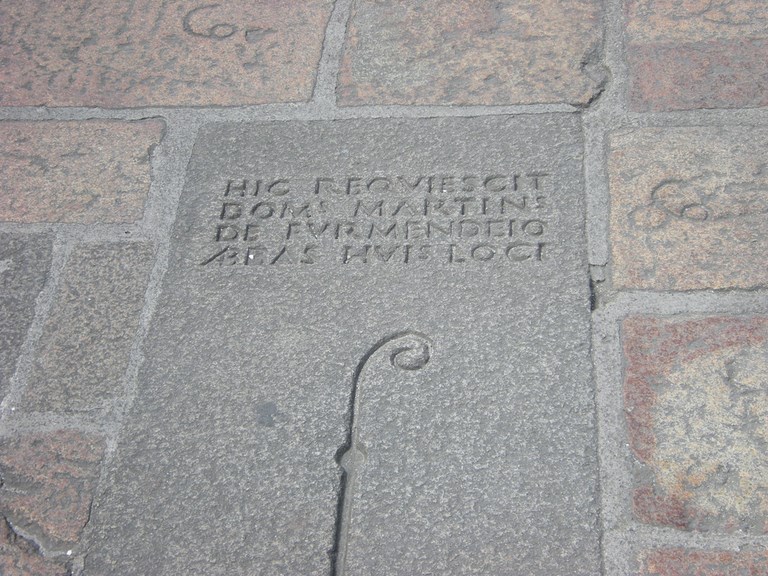 HIC REQVIESCIT
DOMS MARTINS
DE FVRMENDEIO
ABBAS HVIS LOCI